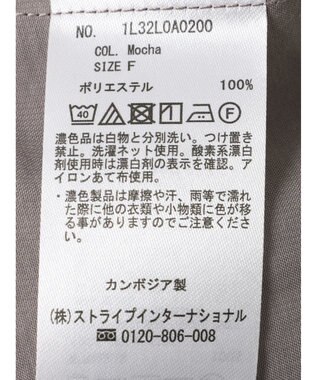 NO. 1L32L0A0200
COL. Mocha
SIZE F
ポリエステル 100%
40
F
濃色品は白物と分別洗い。つけ置き
禁止。洗濯ネット使用。酸素系漂白
剤使用時は漂白剤の表示を確認。ア
イロンあて布使用。
・濃色製品は摩擦や汗、雨等で濡れ
た際に他の衣類や小物類に色が移
る事がありますのでご注意くださ
い。
カンボジア製
(株)ストライプインターナショナル
0120-806-008